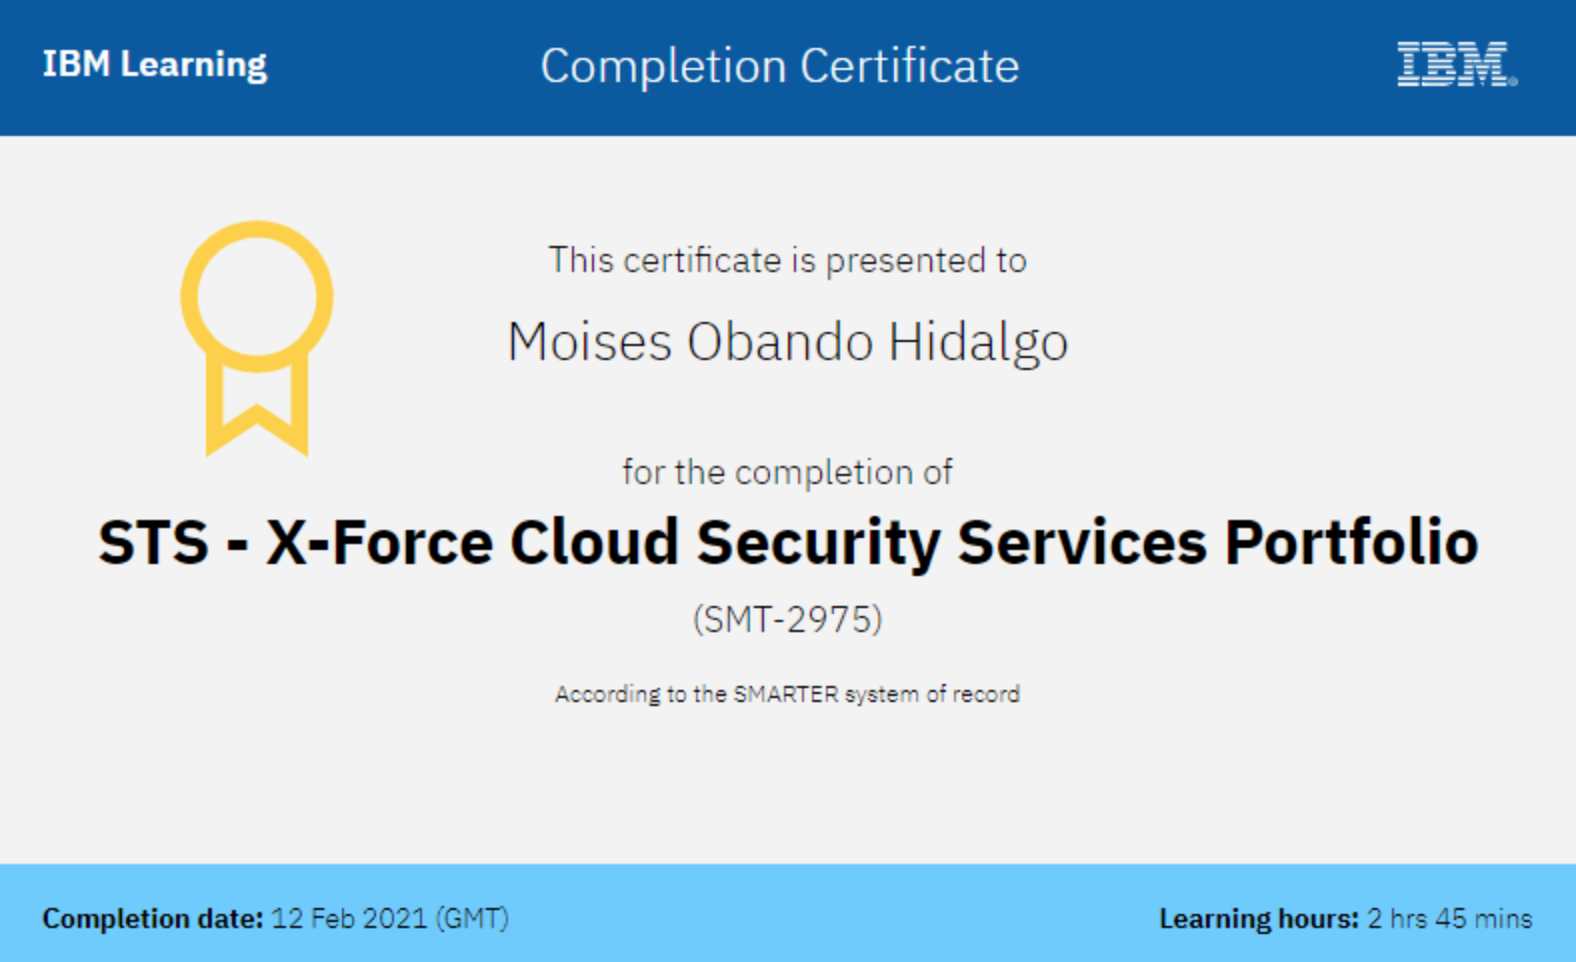 IBM Learning
Completion Certificate
IBM®
This certificate is presented to
Moises Obando Hidalgo
for the completion of
STS - X-Force Cloud Security Services Portfolio
(SMT-2975)
According to the SMARTER system of record
Completion date: 12 Feb 2021 (GMT)
Learning hours: 2 hrs 45 mins